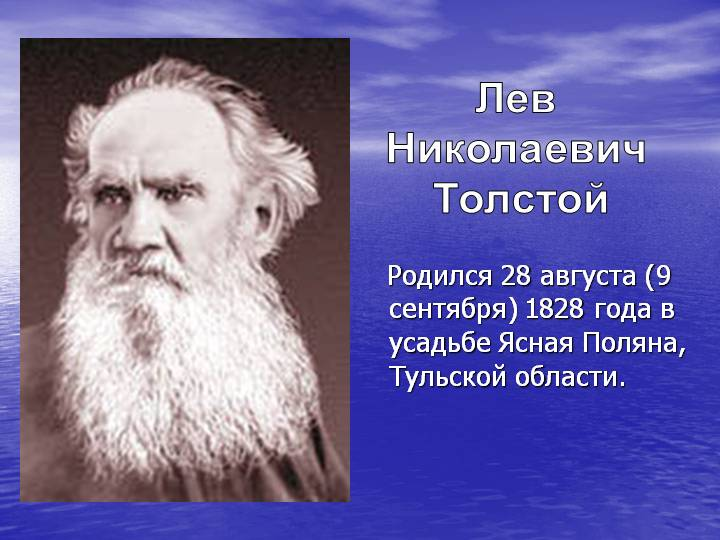 Лев
Николаевич
Толстой
Родился 28 августа (9
сентября) 1828 года в
усадьбе Ясная Поляна,
Тульской области.